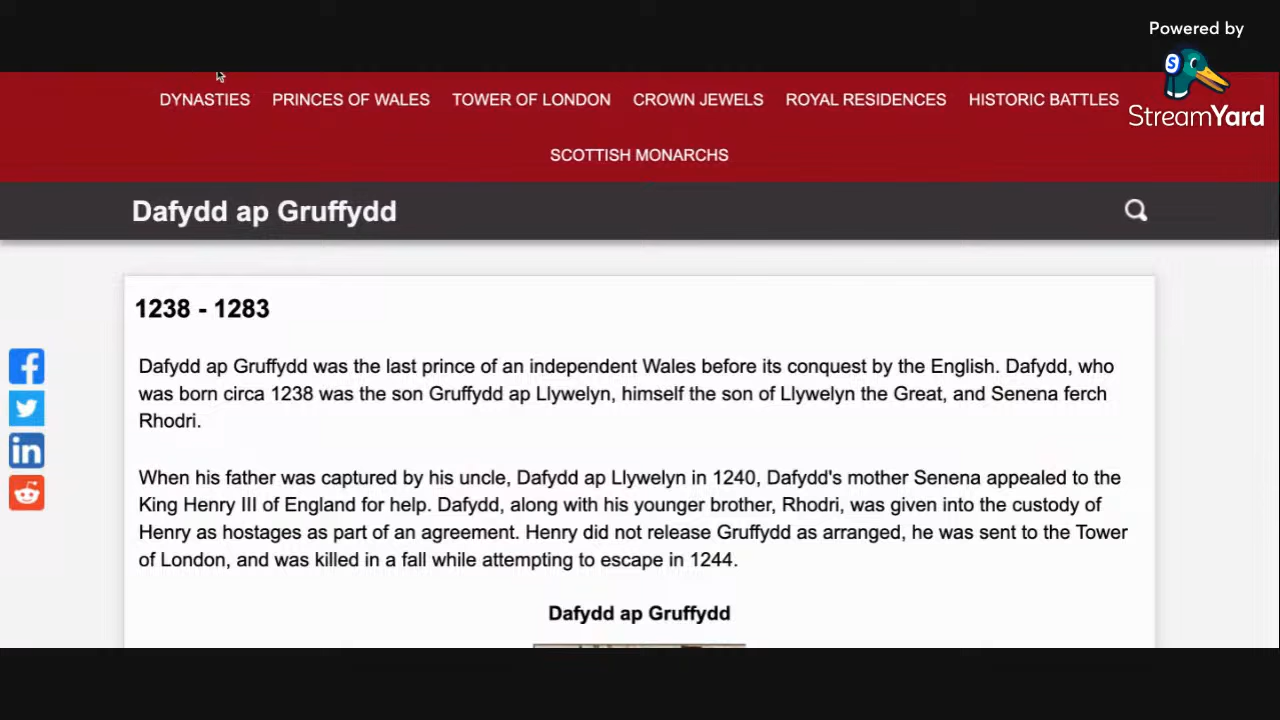 Powered by
StreamYard
DYNASTIES PRINCES OF WALES TOWER OF LONDON CROWN JEWELS ROYAL RESIDENCES HISTORIC BATTLES
SCOTTISH MONARCHS
Dafydd ap Gruffydd
1238 - 1283
Dafydd ap Gruffydd was the last prince of an independent Wales before its conquest by the English. Dafydd, who
was born circa 1238 was the son Gruffydd ap Llywelyn, himself the son of Llywelyn the Great, and Senena ferch
Rhodri.
When his father was captured by his uncle, Dafydd ap Llywelyn in 1240, Dafydd's mother Senena appealed to the
King Henry III of England for help. Dafydd, along with his younger brother, Rhodri, was given into the custody of
Henry as hostages as part of an agreement. Henry did not release Gruffydd as arranged, he was sent to the Tower
of London, and was killed in a fall while attempting to escape in 1244.
Dafydd ap Gruffydd